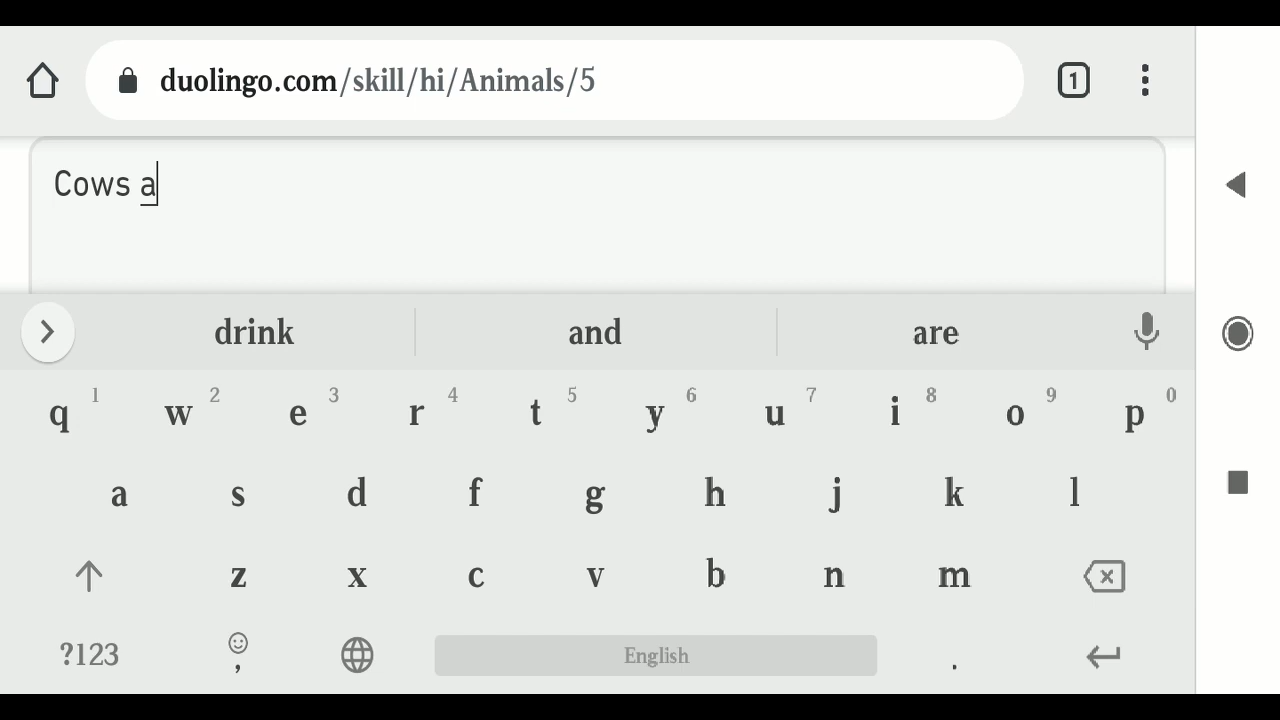 1
duolingo.com/skill/hi/Animals/5
Cows a
drink and are
q 1 w 2 e 3 r 4 t 5 y 6 u 7 i 8 o 9 p 0
a s d f g h j k l
z x c v b n m
?123 , English .